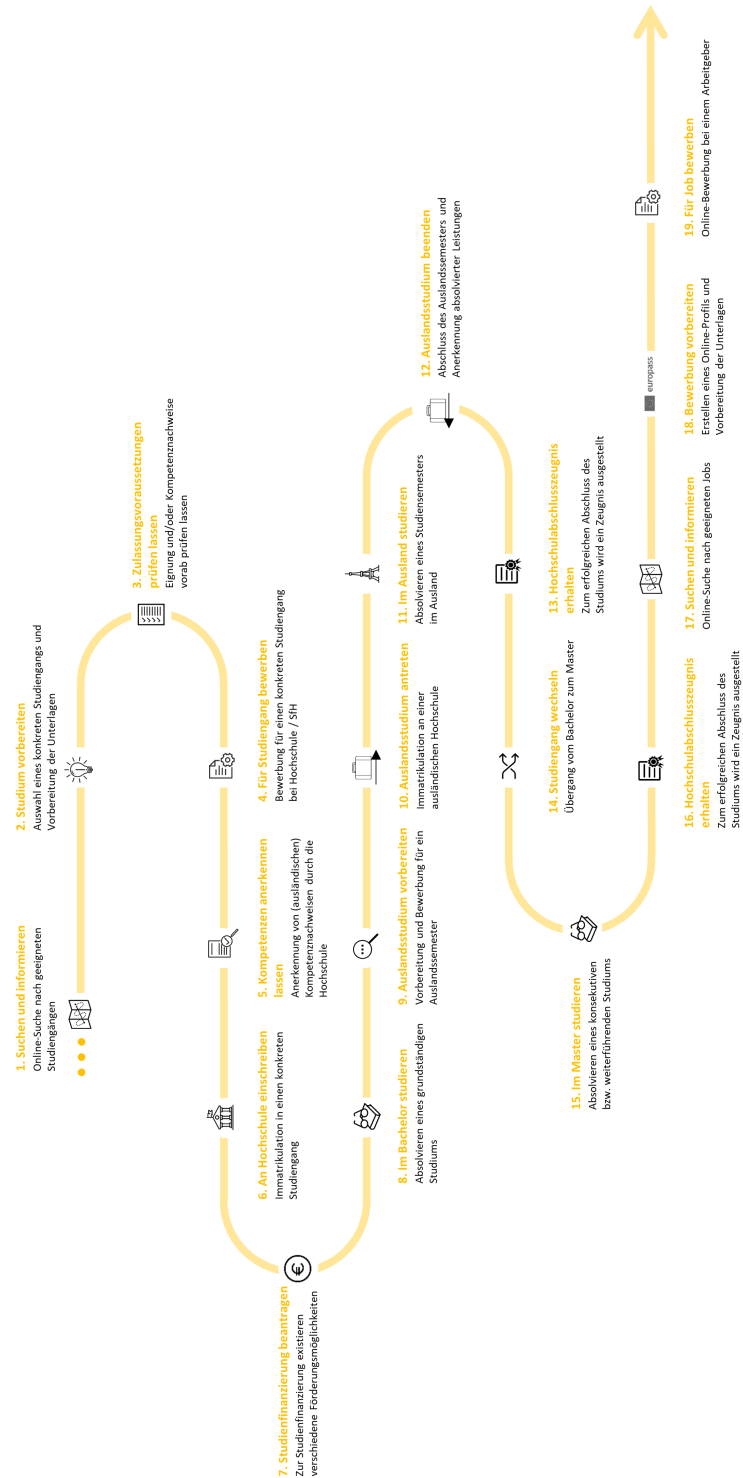 1. Suchen und informieren
Online-Suche nach geeigneten
Studiengängen
2. Studium vorbereiten
Auswahl eines konkreten Studiengangs und
Vorbereitung der Unterlagen
3. Zulassungsvoraussetzungen
prüfen lassen
Eignung und/oder Kompetenznachweise
vorab prüfen lassen
4. Für Studiengang bewerben
Bewerbung für einen konkreten Studiengang
bei Hochschule / SfH
5. Kompetenzen anerkennen
lassen
Anerkennung von (ausländischen)
Kompetenznachweisen durch die
Hochschule
6. An Hochschule einschreiben
Immatrikulation in einen konkreten
Studiengang
7. Studienfinanzierung beantragen
Zur Studienfinanzierung existieren
verschiedene Förderungsmöglichkeiten
8. Im Bachelor studieren
Absolvieren eines grundständigen
Studiums
9. Auslandsstudium vorbereiten
Vorbereitung und Bewerbung für ein
Auslandssemester
10. Auslandsstudium antreten
Immatrikulation an einer
ausländischen Hochschule
11. Im Ausland studieren
Absolvieren eines Studiensemesters
im Ausland
12. Auslandsstudium beenden
Abschluss des Auslandssemesters und
Anerkennung absolvierter Leistungen
13. Hochschulabschlusszeugnis
erhalten
Zum erfolgreichen Abschluss des
Studiums wird ein Zeugnis ausgestellt
14. Studiengang wechseln
Übergang vom Bachelor zum Master
15. Im Master studieren
Absolvieren eines konsekutiven
bzw. weiterführenden Studiums
16. Hochschulabschlusszeugnis
erhalten
Zum erfolgreichen Abschluss des
Studiums wird ein Zeugnis ausgestellt
17. Suchen und informieren
Online-Suche nach geeigneten Jobs
europass
18. Bewerbung vorbereiten
Erstellen eines Online-Profils und
Vorbereitung der Unterlagen
19. Für Job bewerben
Online-Bewerbung bei einem Arbeitgeber